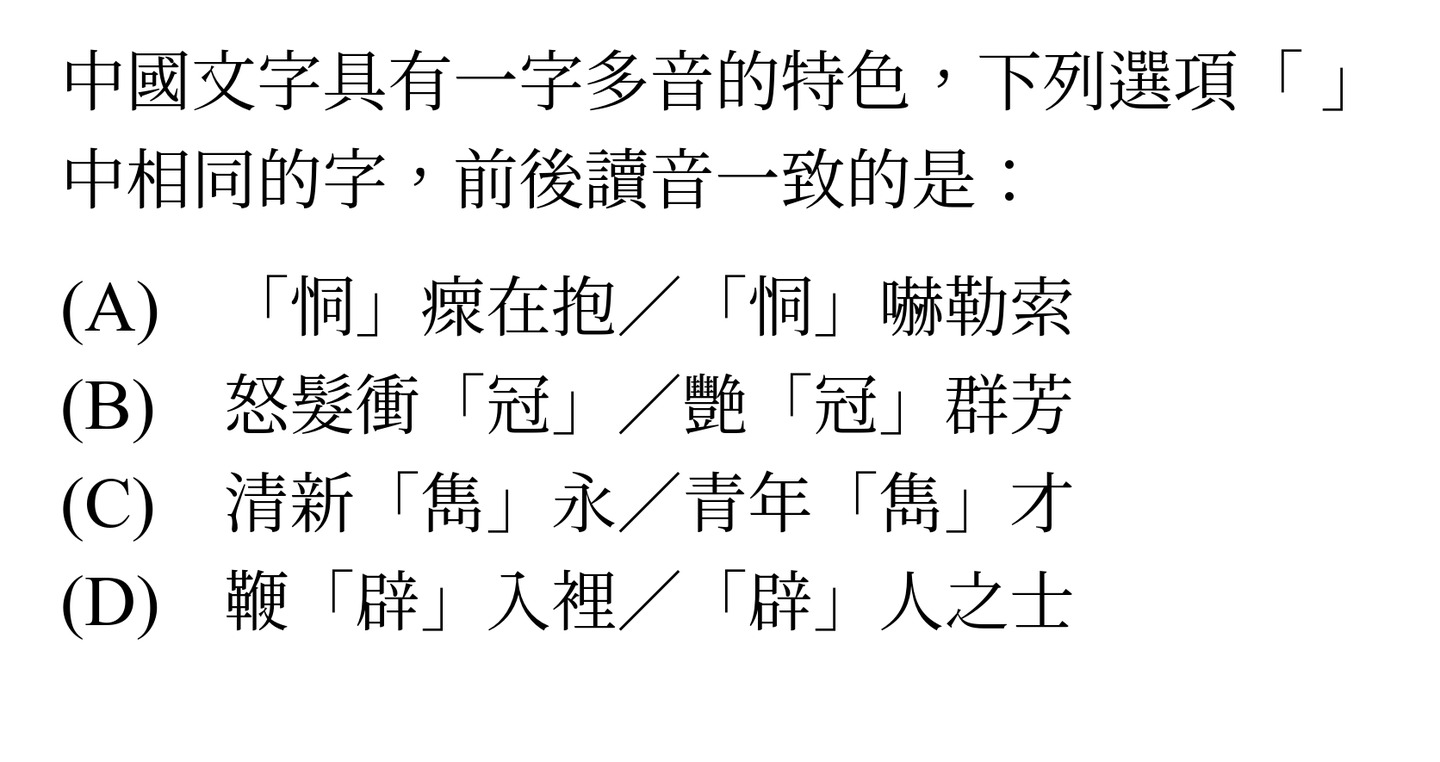 中國文字具有一字多音的特色，下列選項「 」
中相同的字，前後讀音一致的是：
(A) 「恫」瘝在抱／「恫」嚇勒索
(B) 怒髮衝「冠」／艷「冠」群芳
(C) 清新「雋」永／青年「雋」才
(D) 鞭「辟」入裡／「辟」人之士